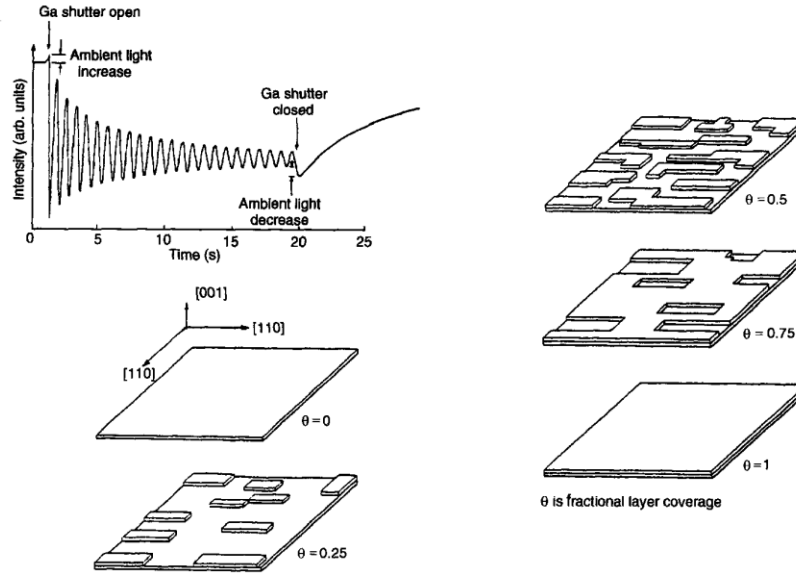 Ga shutter open
Ambient light
increase
Ga shutter
closed
Ambient light
decrease
Intensity (arb. units)
0
5
10
15
20
25
Time (s)
[001]
[110]
[110]
θ=0
θ=0.25
θ=0.5
θ=0.75
θ=1
θ is fractional layer coverage